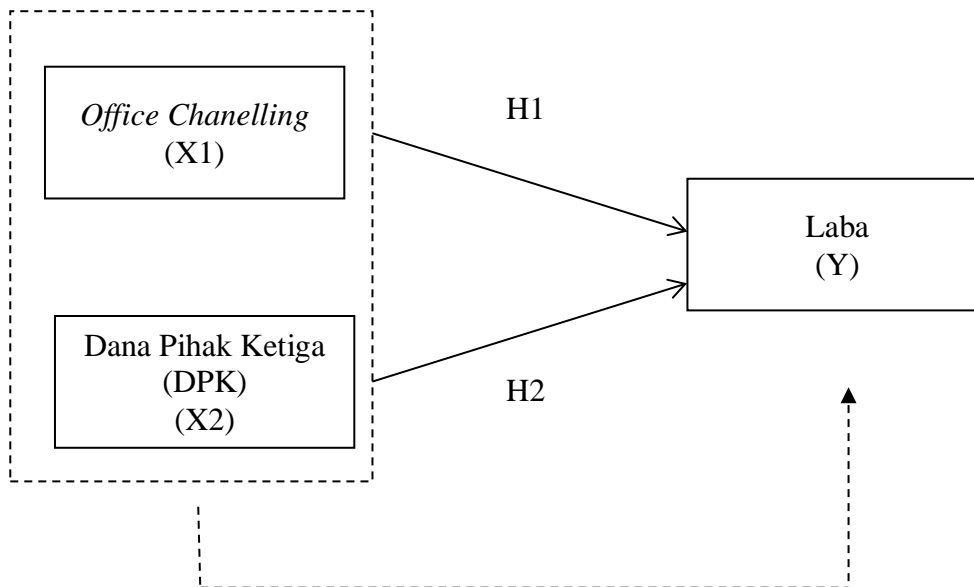 Office Chanelling
(X1)
H1
Laba
(Y)
Dana Pihak Ketiga
(DPK)
(X2)
H2